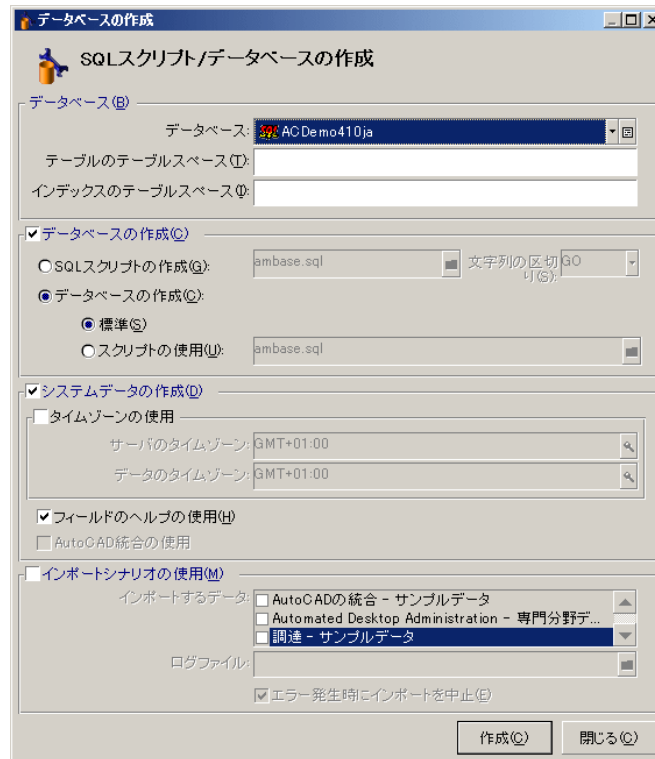 データベースの作成
SQLスクリプト/データベースの作成
データベース(B)
データベース: ACDemo410ja
テーブルのテーブルスペース(T):
インデックスのテーブルスペース(I):
データベースの作成(C)
SQLスクリプトの作成(G): ambase.sql 文字列の区切り(S): GO
データベースの作成(C):
標準(S)
スクリプトの使用(U): ambase.sql
システムデータの作成(D)
タイムゾーンの使用
サーバのタイムゾーン: GMT+01:00
データのタイムゾーン: GMT+01:00
フィールドのヘルプの使用(H)
AutoCAD統合の使用
インポートシナリオの使用(M)
インポートするデータ: AutoCADの統合 - サンプルデータ
Automated Desktop Administration - 専門分野デ...
調達 - サンプルデータ
ログファイル:
エラー発生時にインポートを中止(E)
作成(C) 閉じる(C)